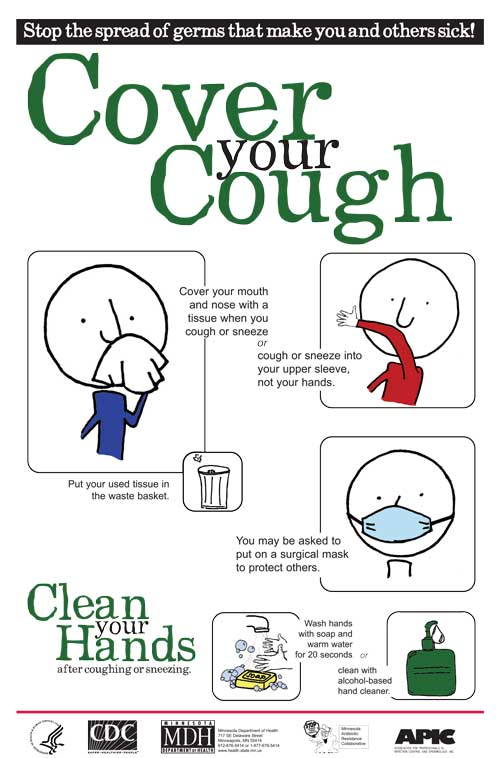 Stop the spread of germs that make you and others sick!
Cover
your
Cough
Cover your mouth
and nose with a
tissue when you
cough or sneeze
or
cough or sneeze into
your upper sleeve,
not your hands.
Put your used tissue in
the waste basket.
You may be asked to
put on a surgical mask
to protect others.
Clean
your
Hands
after coughing or sneezing.
SOAP
Wash hands
with soap and
warm water
for 20 seconds
or
clean with
alcohol-based
hand cleaner.
CDC
SAFER•HEALTHIER•PEOPLE™
MINNESOTA
MDH
DEPARTMENT OF HEALTH
Minnesota Department of Health
717 SE Delaware Street
Minneapolis, MN 55414
612-676-5414 or 1-877-676-5414
www.health.state.mn.us
Minnesota
Antibiotic
Resistance
Collaborative
APIC
ASSOCIATION FOR PROFESSIONALS IN
INFECTION CONTROL AND EPIDEMIOLOGY, INC.